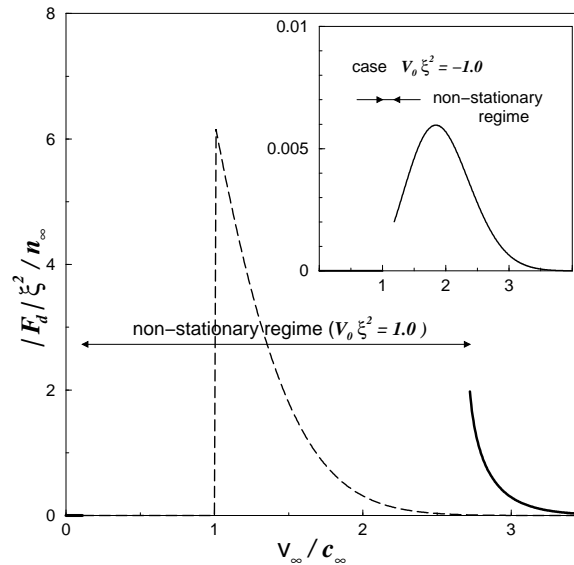 8
6
4
2
0
0
1
2
3
|F_d| ξ² / n_∞
v_∞ / c_∞
non−stationary regime (V_0 ξ² = 1.0 )
0.01
0.005
0
1
2
3
case V_0 ξ² = −1.0
non−stationary
regime